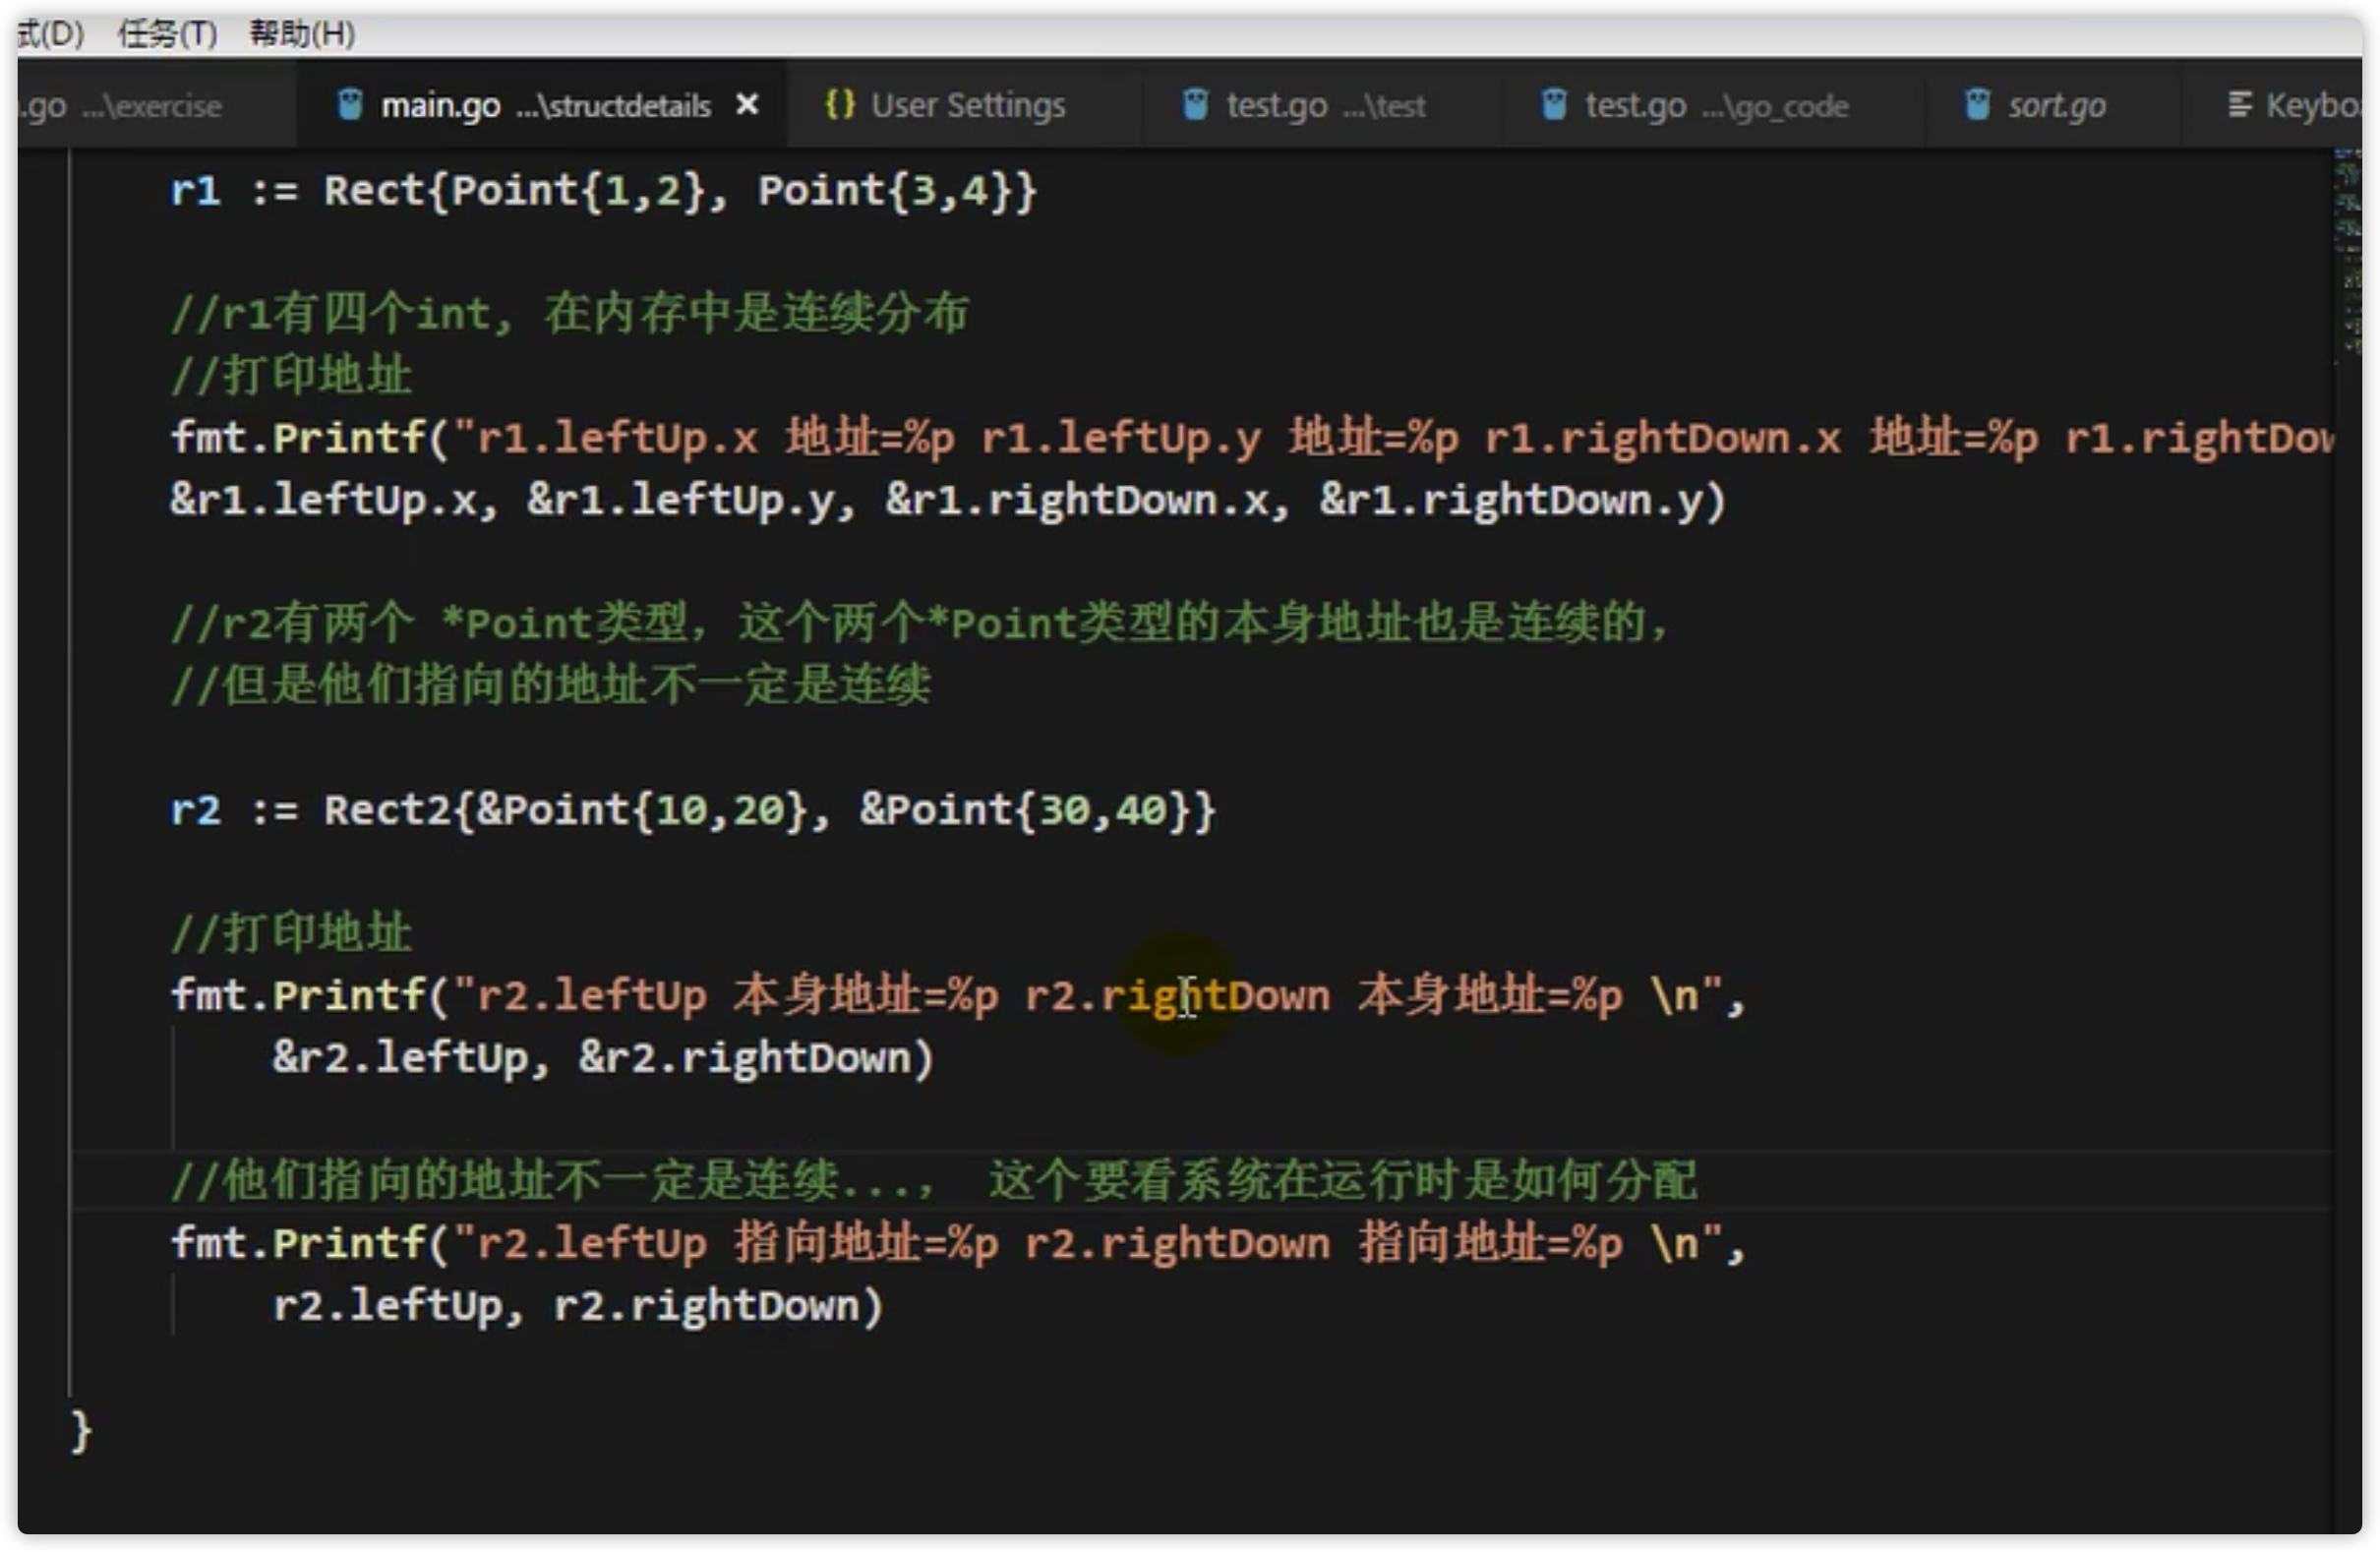 试(D) 任务(T) 帮助(H)
.go ...\exercise main.go ...\structdetails × {} User Settings test.go ...\test test.go ...\go_code sort.go
r1 := Rect{Point{1,2}, Point{3,4}}
//r1有四个int, 在内存中是连续分布
//打印地址
fmt.Printf("r1.leftUp.x 地址=%p r1.leftUp.y 地址=%p r1.rightDown.x 地址=%p r1.rightDow
&r1.leftUp.x, &r1.leftUp.y, &r1.rightDown.x, &r1.rightDown.y)
//r2有两个 *Point类型，这个两个*Point类型的本身地址也是连续的，
//但是他们指向的地址不一定是连续
r2 := Rect2{&Point{10,20}, &Point{30,40}}
//打印地址
fmt.Printf("r2.leftUp 本身地址=%p r2.rightDown 本身地址=%p \n",
&r2.leftUp, &r2.rightDown)
//他们指向的地址不一定是连续...， 这个要看系统在运行时是如何分配
fmt.Printf("r2.leftUp 指向地址=%p r2.rightDown 指向地址=%p \n",
r2.leftUp, r2.rightDown)
}